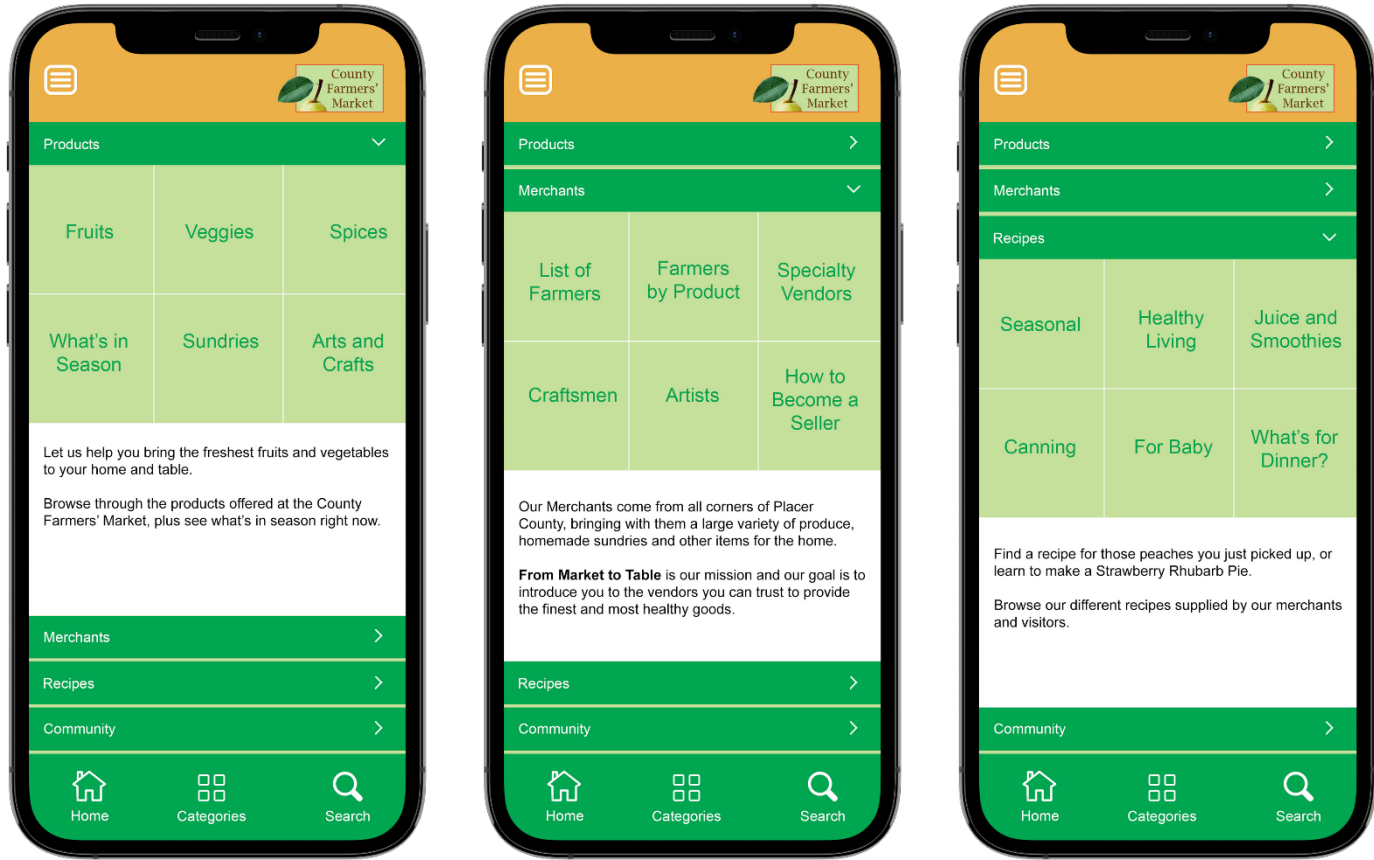 County
Farmers'
Market
Products
Fruits
Veggies
Spices
What's in
Season
Sundries
Arts and
Crafts
Let us help you bring the freshest fruits and vegetables
to your home and table.
Browse through the products offered at the County
Farmers' Market, plus see what's in season right now.
Merchants
Recipes
Community
Home
Categories
Search
County
Farmers'
Market
Products
Merchants
List of
Farmers
Farmers
by Product
Specialty
Vendors
Craftsmen
Artists
How to
Become a
Seller
Our Merchants come from all corners of Placer
County, bringing with them a large variety of produce,
homemade sundries and other items for the home.
From Market to Table is our mission and our goal is to
introduce you to the vendors you can trust to provide
the finest and most healthy goods.
Recipes
Community
Home
Categories
Search
County
Farmers'
Market
Products
Merchants
Recipes
Seasonal
Healthy
Living
Juice and
Smoothies
Canning
For Baby
What's for
Dinner?
Find a recipe for those peaches you just picked up, or
learn to make a Strawberry Rhubarb Pie.
Browse our different recipes supplied by our merchants
and visitors.
Community
Home
Categories
Search